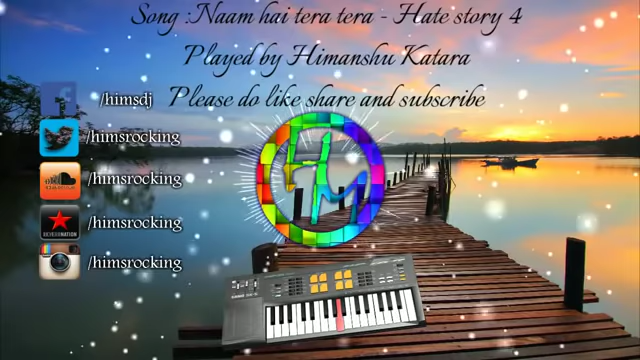 Song :Naam hai tera tera - Hate story 4
Played by Himanshu Katara
Please do like share and subscribe
/himsdj
/himsrocking
/himsrocking
/himsrocking
/himsrocking
HM